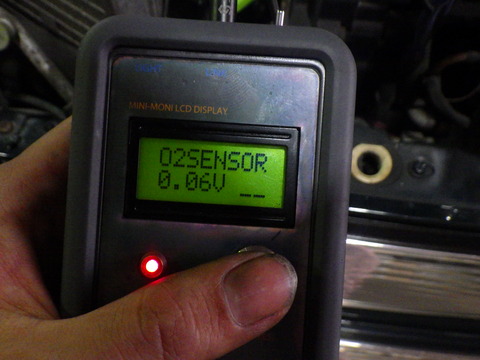 MINI-MONI LCD DISPLAY
O2SENSOR
0.06V __